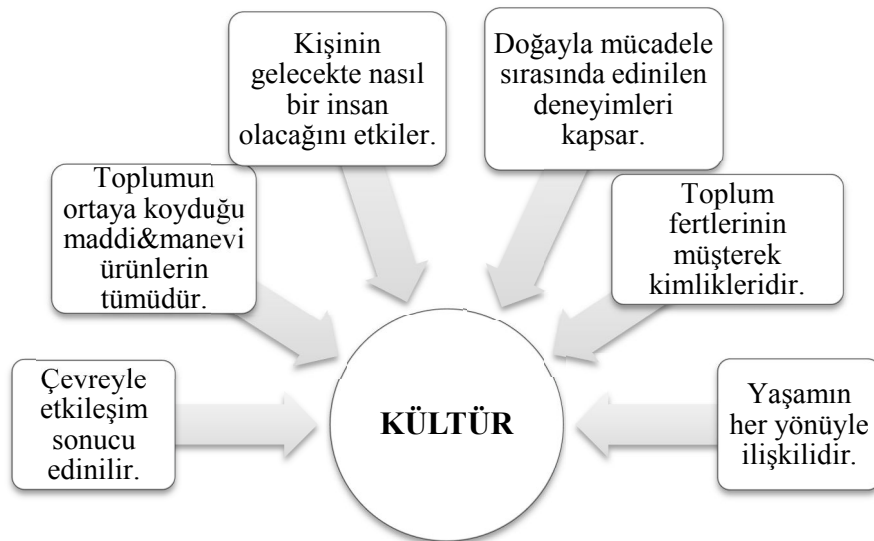 Kişinin
gelecekte nasıl
bir insan
olacağını etkiler.
Doğayla mücadele
sırasında edinilen
deneyimleri
kapsar.
Toplumun
ortaya koyduğu
maddi&manevi
ürünlerin
tümüdür.
Toplum
fertlerinin
müşterek
kimlikleridir.
Çevreyle
etkileşim
sonucu
edinilir.
KÜLTÜR
Yaşamın
her yönüyle
ilişkilidir.